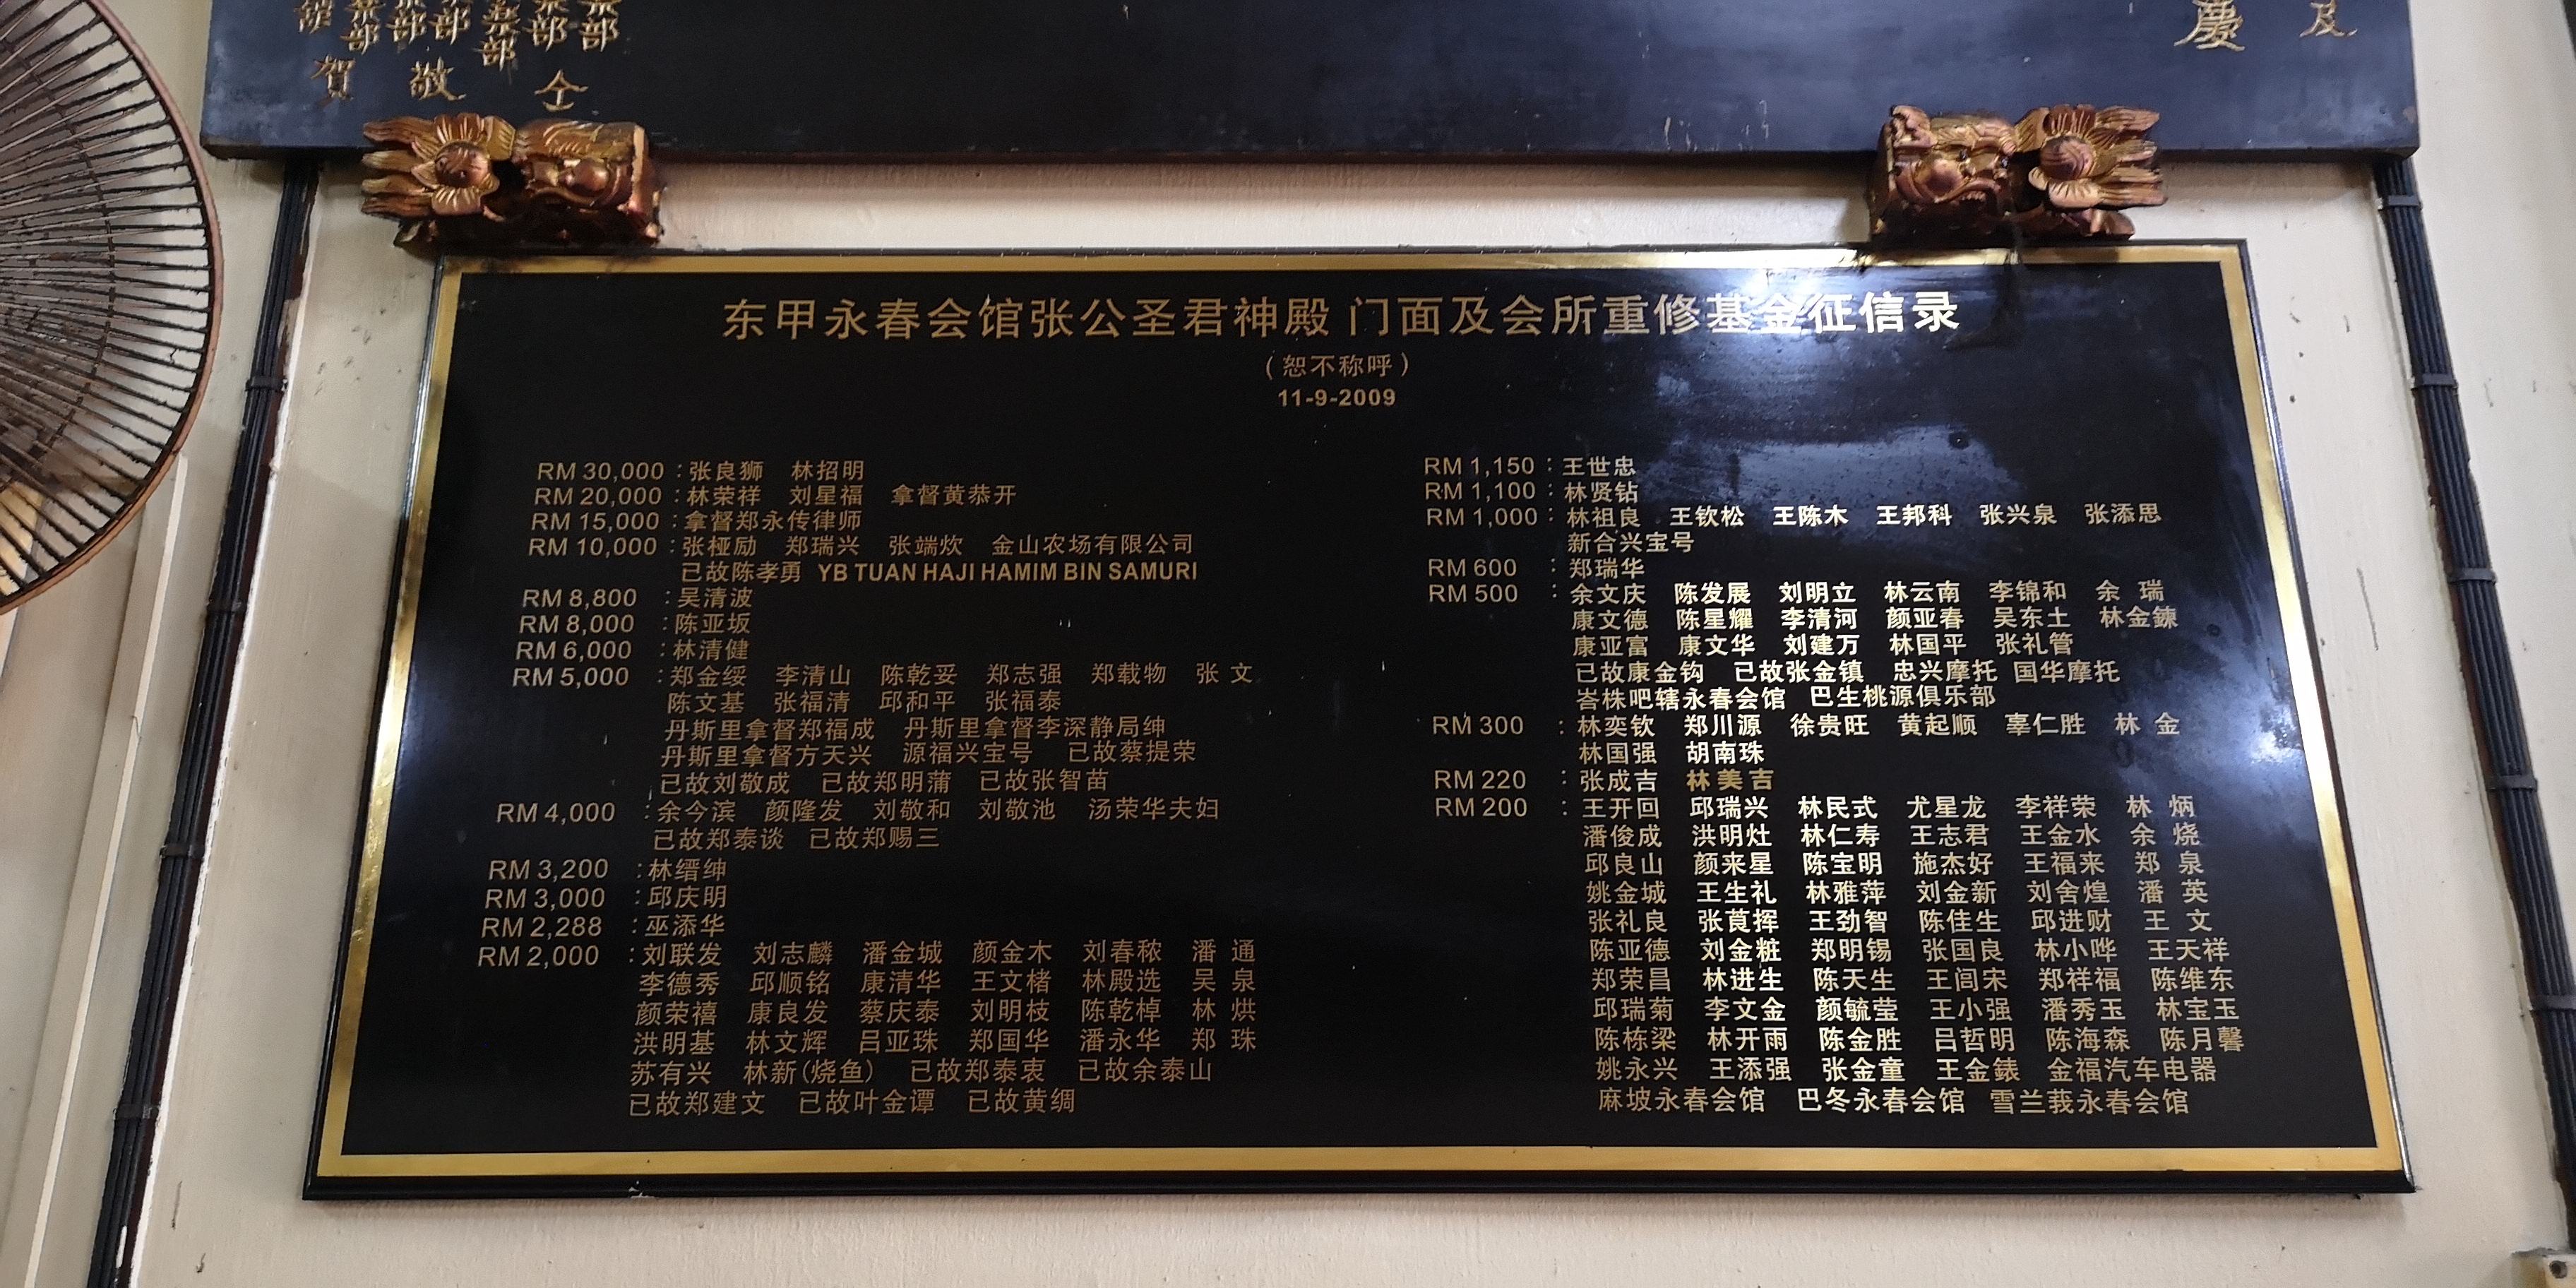 賀 敬 仝
慶
及
东甲永春会馆张公圣君神殿 门面及会所重修基金征信录
（恕不称呼）
11-9-2009
RM 30,000 : 张良狮 林招明
RM 20,000 : 林荣祥 刘星福 拿督黄恭开
RM 15,000 : 拿督郑永传律师
RM 10,000 : 张桠励 郑瑞兴 张端炊 金山农场有限公司
已故陈孝勇 YB TUAN HAJI HAMIM BIN SAMURI
RM 8,800 : 吴清波
RM 8,000 : 陈亚坂
RM 6,000 : 林清健
RM 5,000 : 郑金绥 李清山 陈乾妥 郑志强 郑载物 张 文
陈文基 张福清 邱和平 张福泰
丹斯里拿督郑福成 丹斯里拿督李深静局绅
丹斯里拿督方天兴 源福兴宝号 已故蔡提荣
已故刘敬成 已故郑明蒲 已故张智苗
RM 4,000 : 余今滨 颜隆发 刘敬和 刘敬池 汤荣华夫妇
已故郑泰谈 已故郑赐三
RM 3,200 : 林缙绅
RM 3,000 : 邱庆明
RM 2,288 : 巫添华
RM 2,000 : 刘联发 刘志麟 潘金城 颜金木 刘春秾 潘 通
李德秀 邱顺铭 康清华 王文楮 林殿选 吴 泉
颜荣禧 康良发 蔡庆泰 刘明枝 陈乾棹 林 烘
洪明基 林文辉 吕亚珠 郑国华 潘永华 郑 珠
苏有兴 林新(烧鱼) 已故郑泰衷 已故余泰山
已故郑建文 已故叶金谭 已故黄绸
RM 1,150 : 王世忠
RM 1,100 : 林贤钻
RM 1,000 : 林祖良 王钦松 王陈木 王邦科 张兴泉 张添思
新合兴宝号
RM 600 : 郑瑞华
RM 500 : 余文庆 陈发展 刘明立 林云南 李锦和 余 瑞
康文德 陈星耀 李清河 颜亚春 吴东土 林金鍊
康亚富 康文华 刘建万 林国平 张礼管
已故康金钩 已故张金镇 忠兴摩托 国华摩托
峇株吧辖永春会馆 巴生桃源俱乐部
RM 300 : 林奕钦 郑川源 徐贵旺 黄起顺 辜仁胜 林 金
林国强 胡南珠
RM 220 : 张成吉 林美吉
RM 200 : 王开回 邱瑞兴 林民式 尤星龙 李祥荣 林 炳
潘俊成 洪明灶 林仁寿 王志君 王金水 余 烧
邱良山 颜来星 陈宝明 施杰好 王福来 郑 泉
姚金城 王生礼 林雅萍 刘金新 刘舍煌 潘 英
张礼良 张莨挥 王劲智 陈佳生 邱进财 王 文
陈亚德 刘金粧 郑明锡 张国良 林小哗 王天祥
郑荣昌 林进生 陈天生 王闾宋 郑祥福 陈维东
邱瑞菊 李文金 颜毓莹 王小强 潘秀玉 林宝玉
陈栋梁 林开雨 陈金胜 吕哲明 陈海森 陈月馨
姚永兴 王添强 张金童 王金錶 金福汽车电器
麻坡永春会馆 巴冬永春会馆 雪兰莪永春会馆